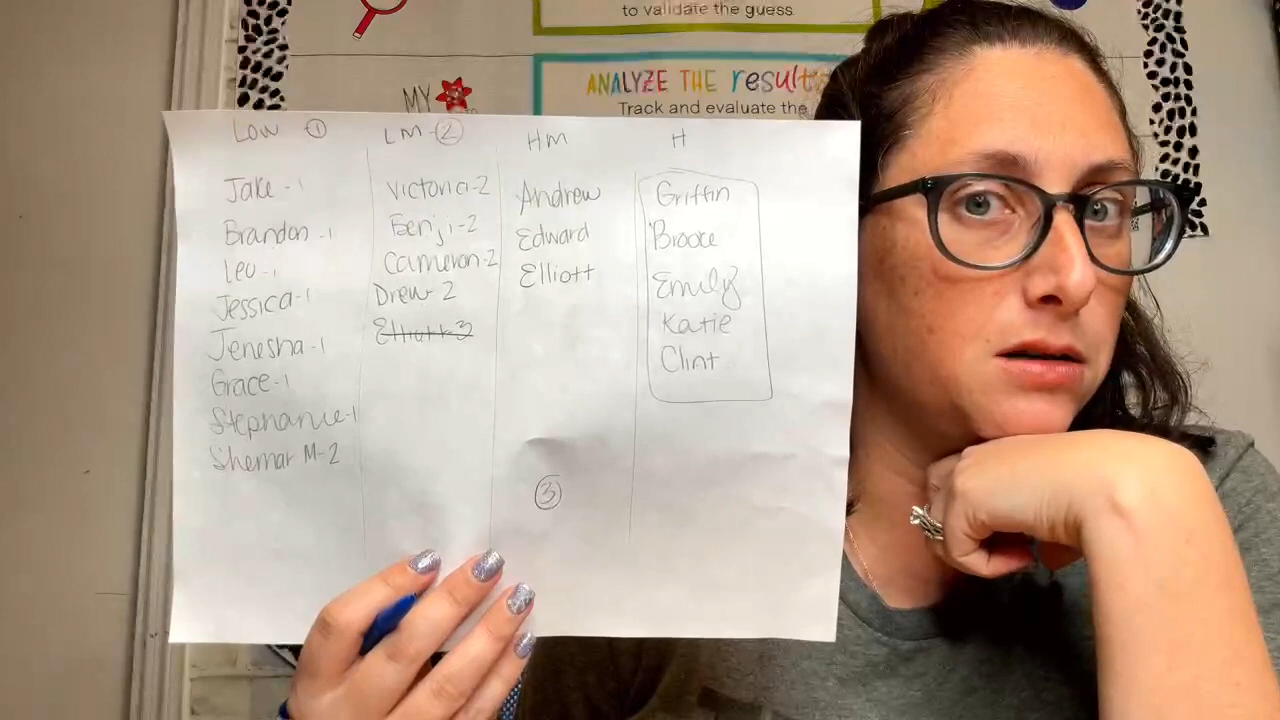 to validate the guess.
ANALYZE THE results
Track and evaluate the
MY
Low ①
Jake - 1
Brandon - 1
Leo - 1
Jessica - 1
Jenesha - 1
Grace - 1
Stephanie - 1
Shemar M - 2
LM - ②
Victoria - 2
Benji - 2
Cameron - 2
Drew - 2
Elliott - 3
HM
Andrew
Edward
Elliott
③
H
Griffin
Brooke
Emily
Katie
Clint